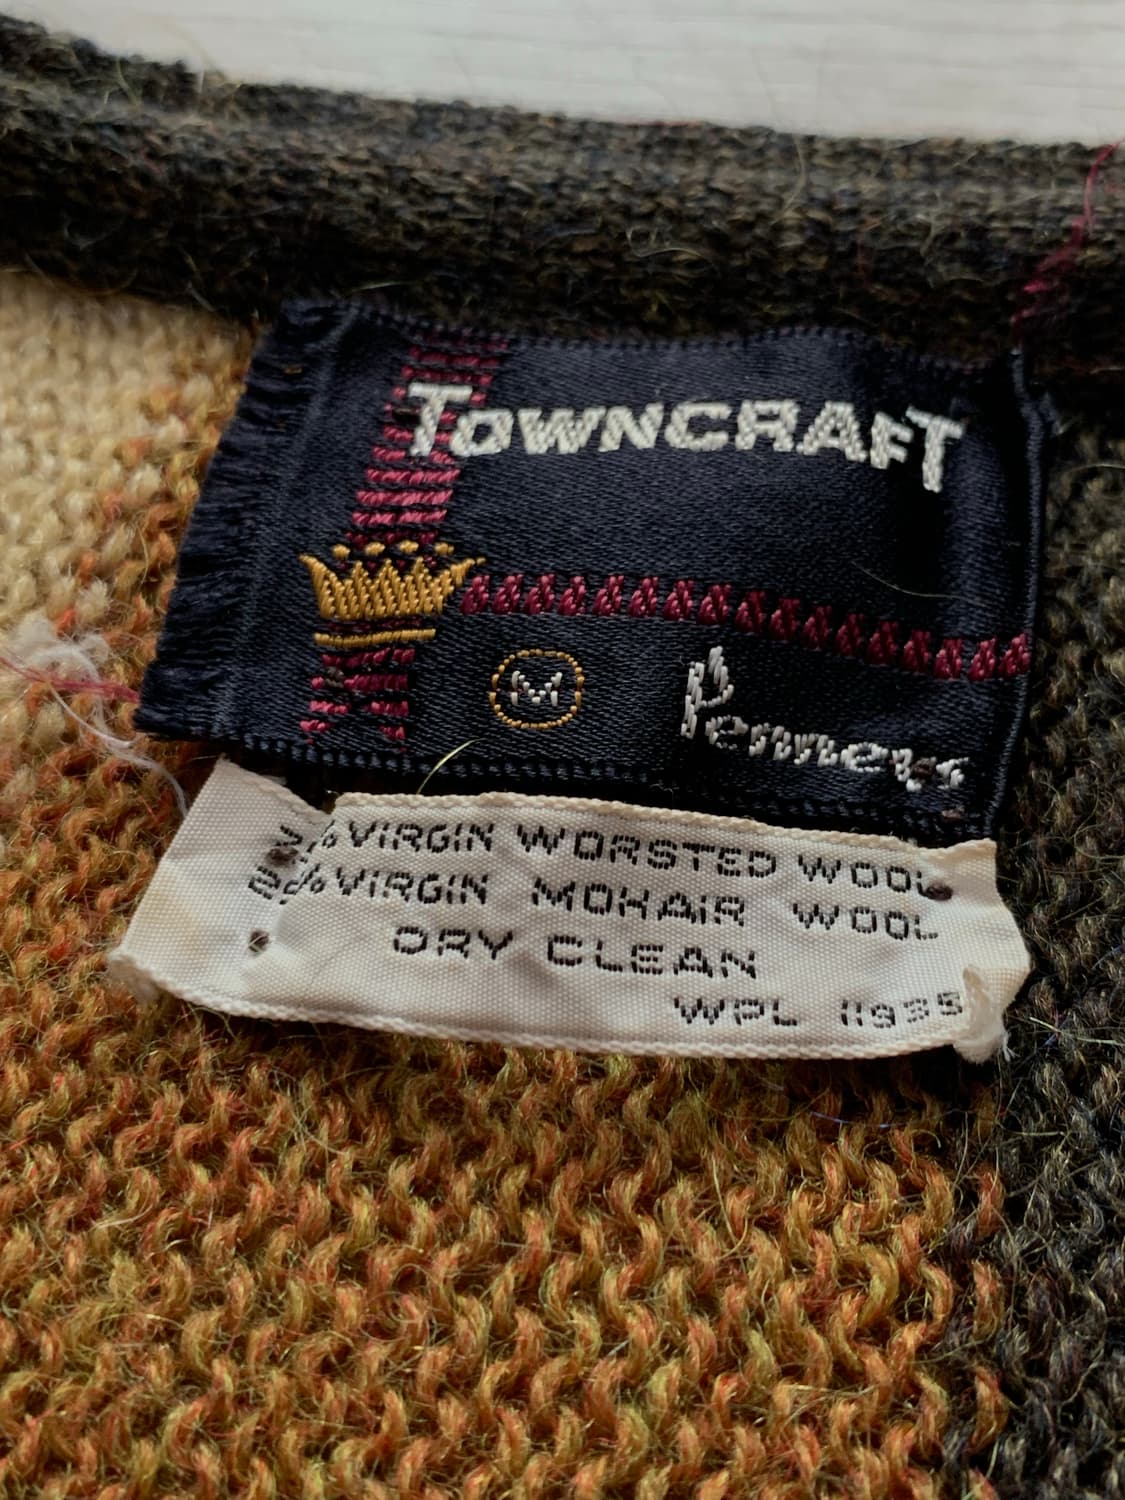 TOWNCRAFT
M
Penneys
% VIRGIN WORSTED WOOL
% VIRGIN MOHAIR WOOL
DRY CLEAN
WPL 11935